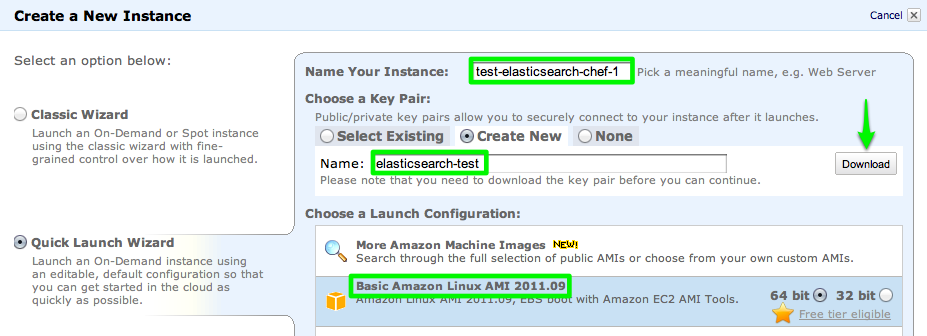 Create a New Instance
Cancel
Select an option below:
Name Your Instance: test-elasticsearch-chef-1 Pick a meaningful name, e.g. Web Server
Choose a Key Pair:
Public/private key pairs allow you to securely connect to your instance after it launches.
Select Existing Create New None
Name: elasticsearch-test Download
Please note that you need to download the key pair before you can continue.
Classic Wizard
Launch an On-Demand or Spot instance
using the classic wizard with fine-
grained control over how it is launched.
Choose a Launch Configuration:
Quick Launch Wizard
Launch an On-Demand instance using
an editable, default configuration so that
you can get started in the cloud as
quickly as possible.
More Amazon Machine Images NEW!
Search through the full selection of public AMIs or choose from your own custom AMIs.
Basic Amazon Linux AMI 2011.09
Amazon Linux AMI 2011.09, EBS boot with Amazon EC2 AMI Tools.
64 bit 32 bit
Free tier eligible